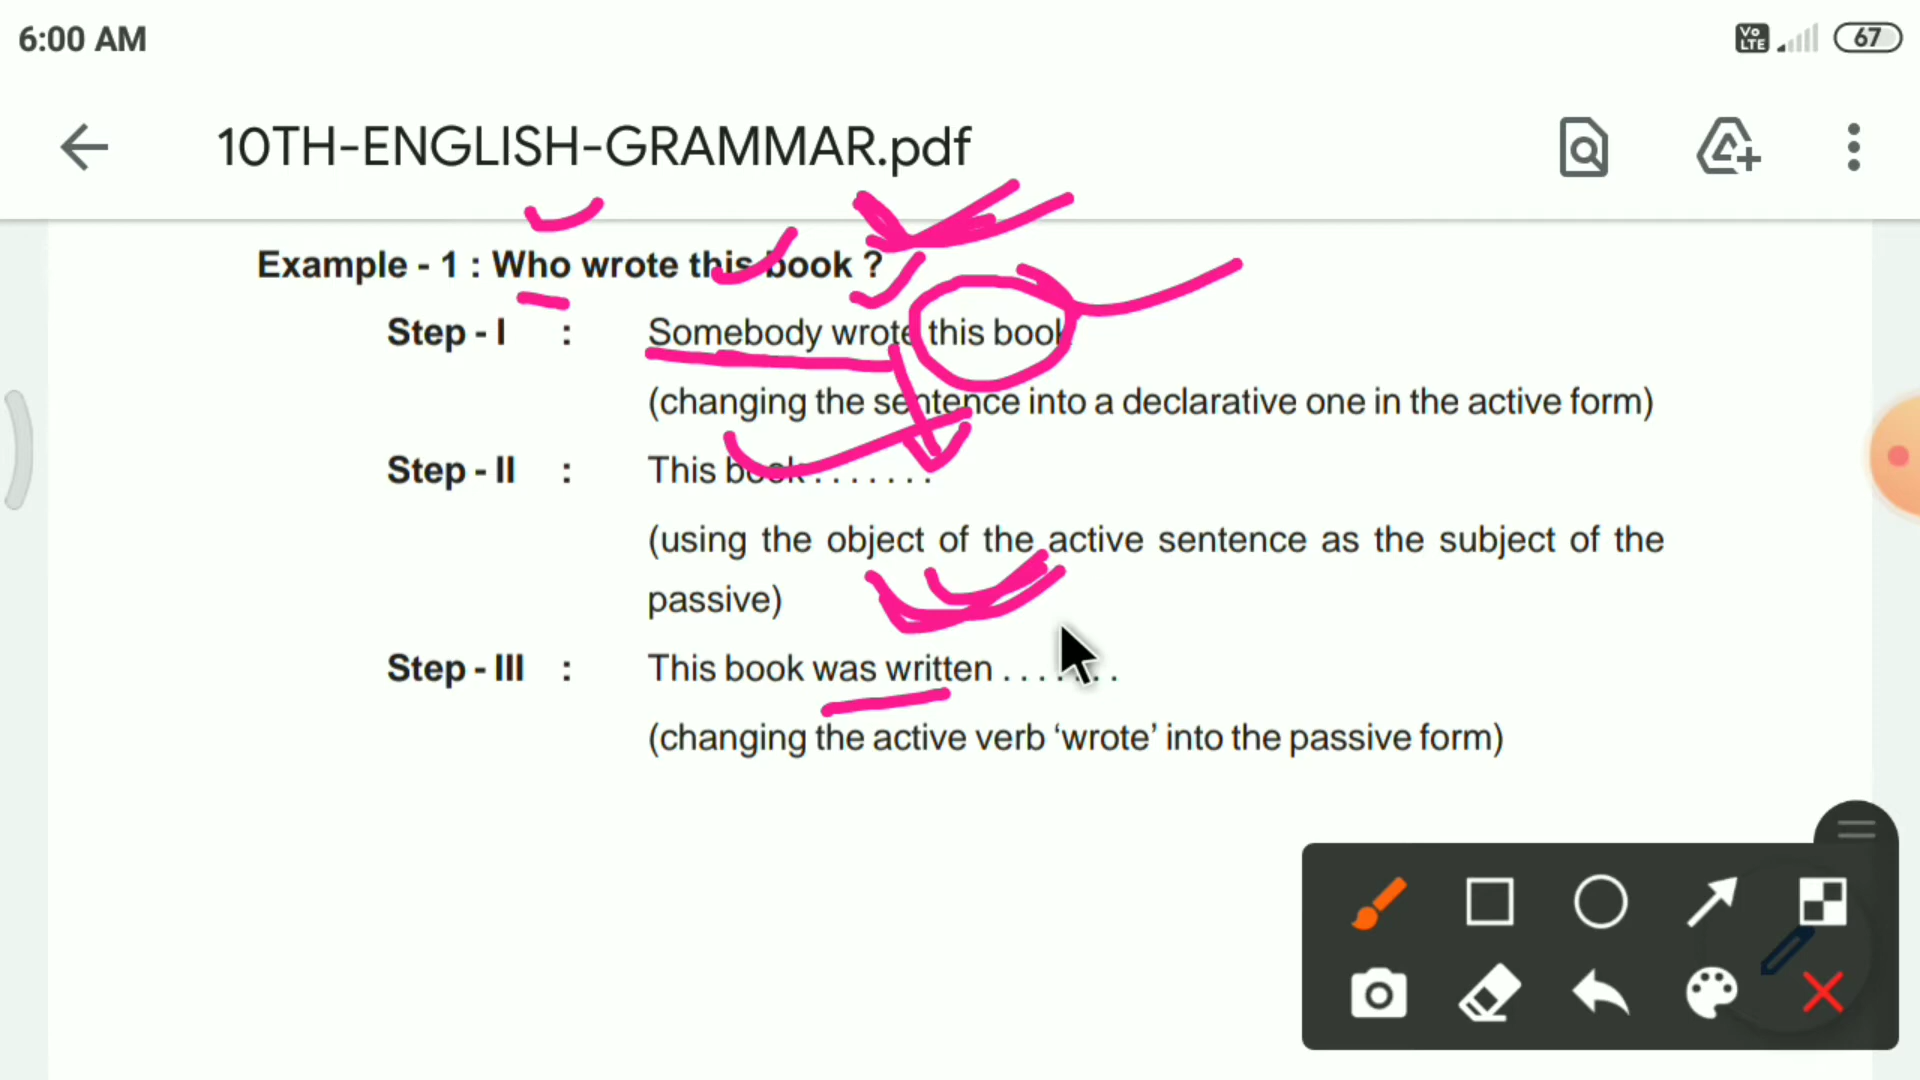 6:00 AM
Vo LTE
67
10TH-ENGLISH-GRAMMAR.pdf
Example - 1 : Who wrote this book ?
Step - I : Somebody wrote this book
(changing the sentence into a declarative one in the active form)
Step - II : This book . . . . . . .
(using the object of the active sentence as the subject of the
passive)
Step - III : This book was written . . . . . . .
(changing the active verb ‘wrote’ into the passive form)